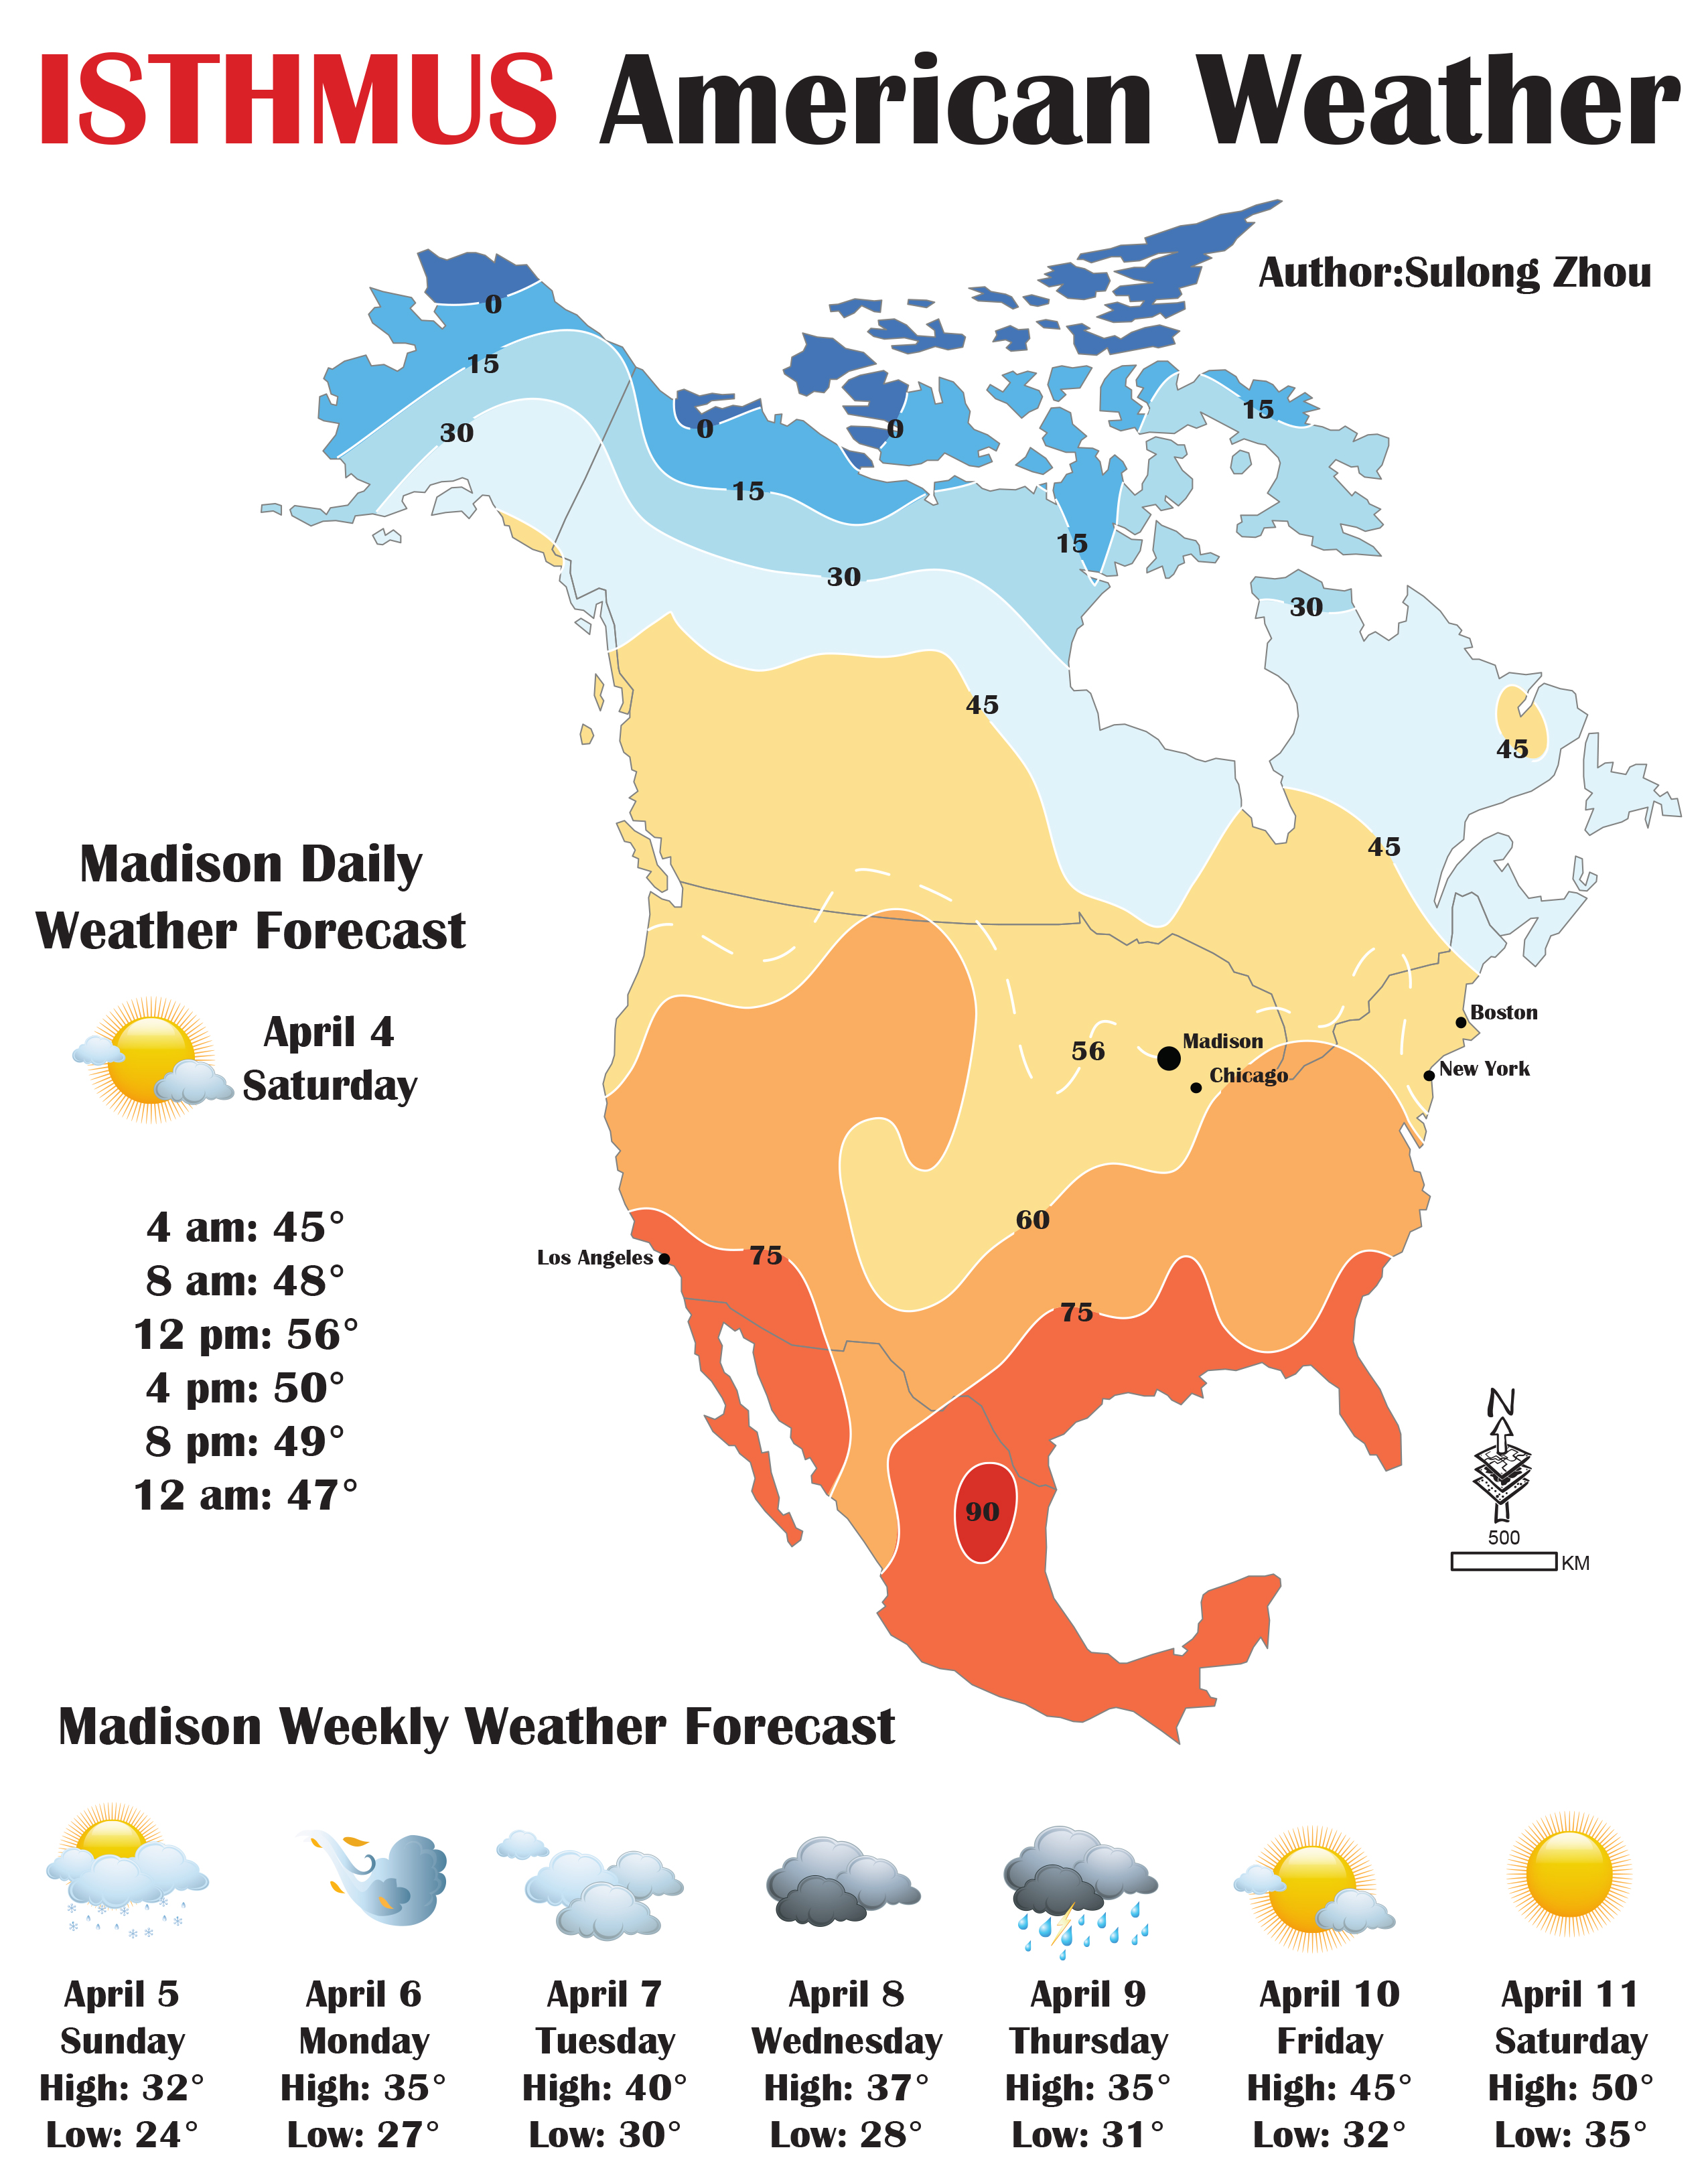 ISTHMUS American Weather
Author:Sulong Zhou
0
15
30
0
0
15
15
15
30
30
45
45
45
Madison Daily
Weather Forecast
April 4
Saturday
4 am: 45°
8 am: 48°
12 pm: 56°
4 pm: 50°
8 pm: 49°
12 am: 47°
56
Madison
Chicago
Boston
New York
60
Los Angeles
75
75
90
N
500
KM
Madison Weekly Weather Forecast
April 5
Sunday
High: 32°
Low: 24°
April 6
Monday
High: 35°
Low: 27°
April 7
Tuesday
High: 40°
Low: 30°
April 8
Wednesday
High: 37°
Low: 28°
April 9
Thursday
High: 35°
Low: 31°
April 10
Friday
High: 45°
Low: 32°
April 11
Saturday
High: 50°
Low: 35°